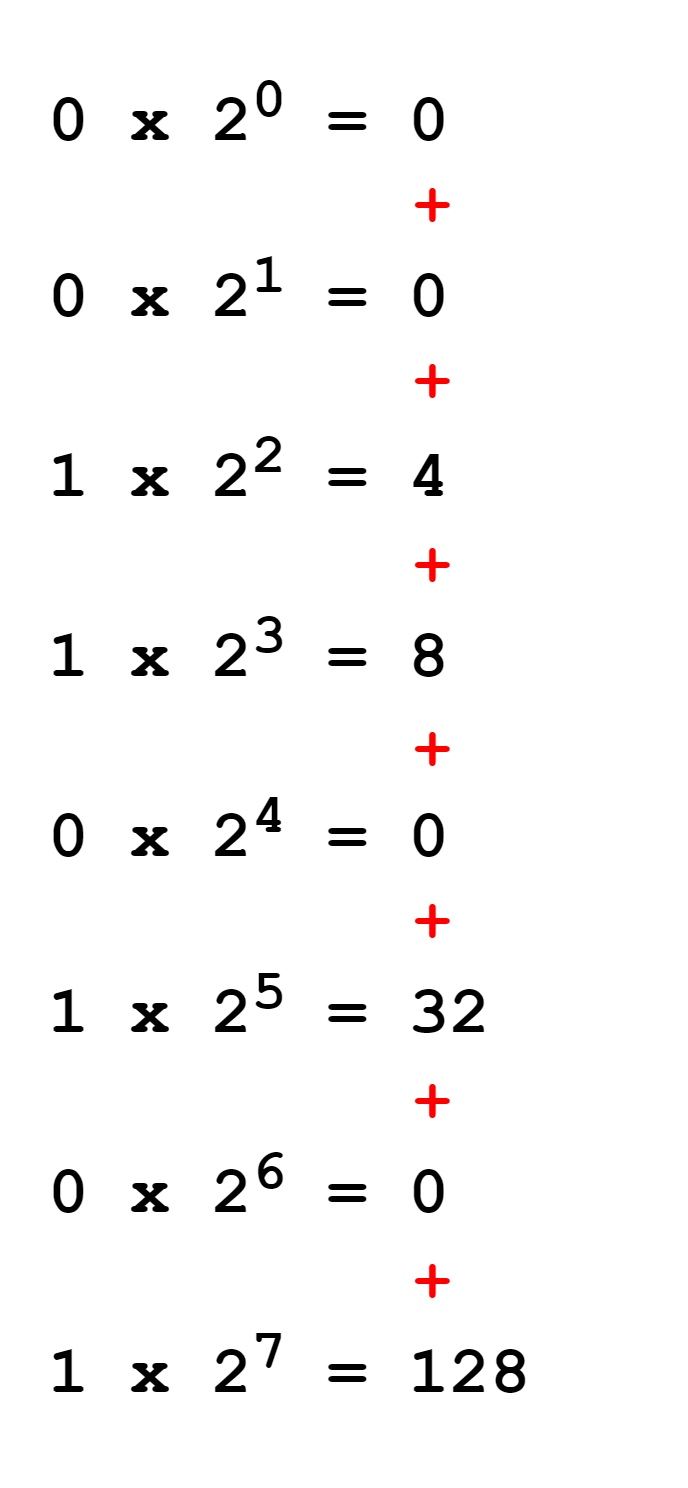 0 x 2⁰ = 0
+
0 x 2¹ = 0
+
1 x 2² = 4
+
1 x 2³ = 8
+
0 x 2⁴ = 0
+
1 x 2⁵ = 32
+
0 x 2⁶ = 0
+
1 x 2⁷ = 128